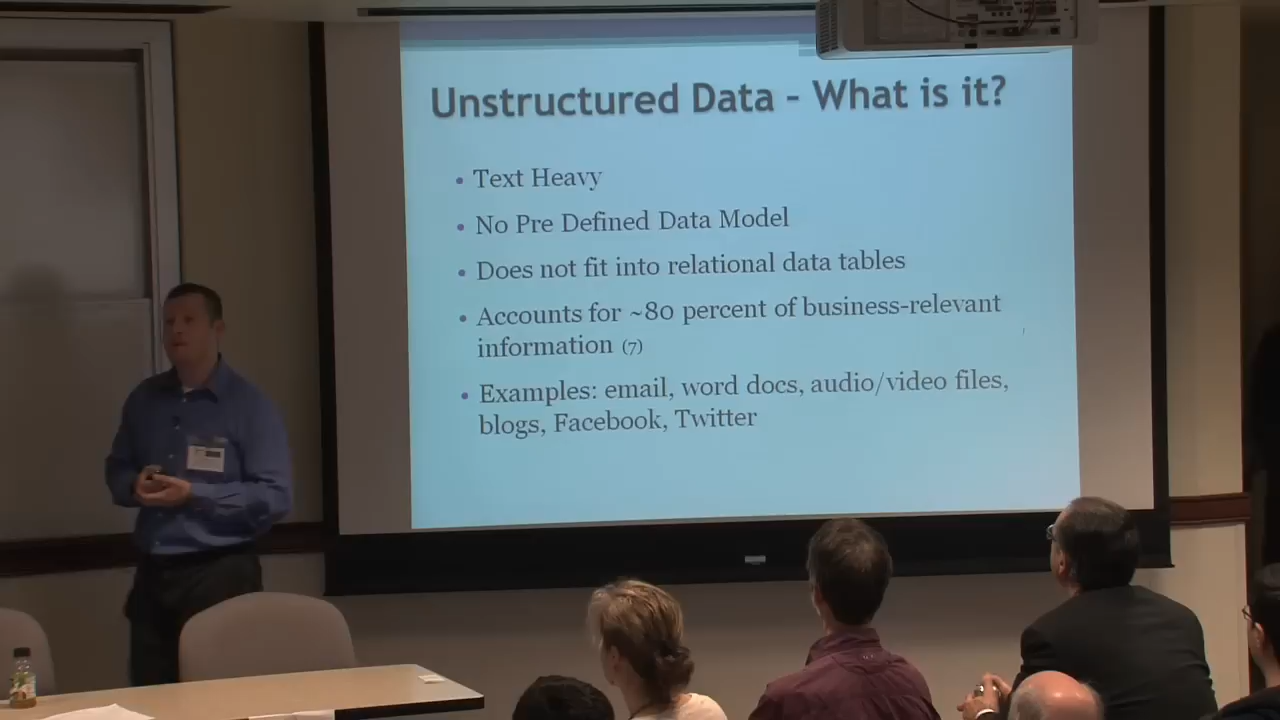 Unstructured Data - What is it?
• Text Heavy
• No Pre Defined Data Model
• Does not fit into relational data tables
• Accounts for ~80 percent of business-relevant
information (7)
• Examples: email, word docs, audio/video files,
blogs, Facebook, Twitter